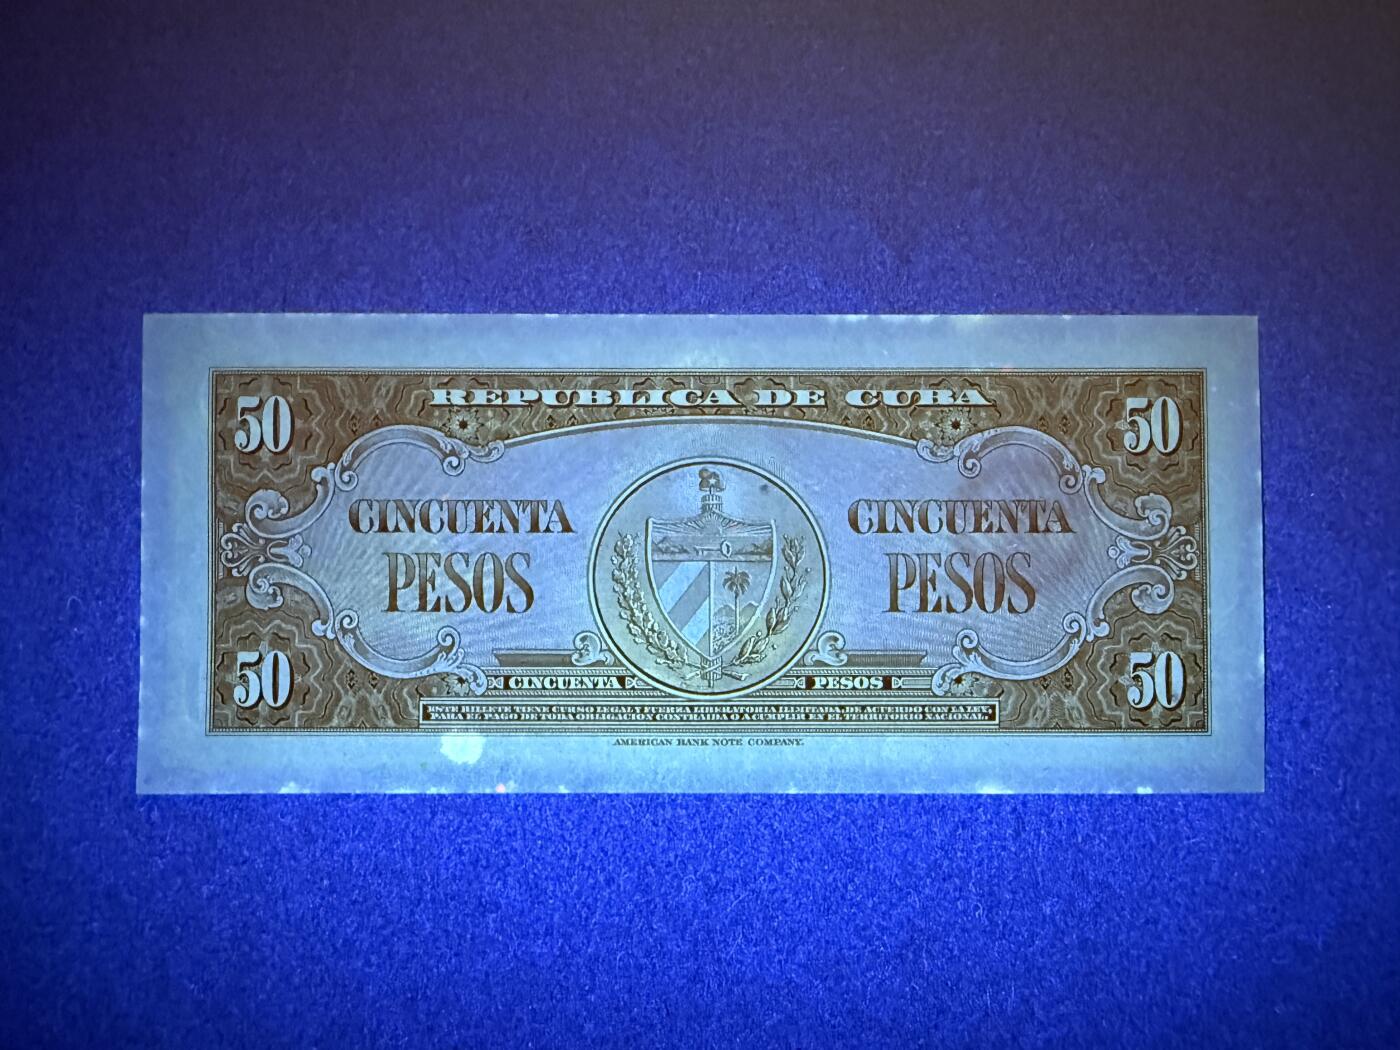 REPUBLICA DE CUBA
50 50
CINCUENTA CINCUENTA
PESOS PESOS
50 50
CINCUENTA PESOS
ESTE BILLETE TIENE CURSO LEGAL Y FUERZA LIBERATORIA ILIMITADA, DE ACUERDO CON LA LEY,
PARA EL PAGO DE TODA OBLIGACION CONTRAIDA O A CUMPLIR EN EL TERRITORIO NACIONAL.
AMERICAN BANK NOTE COMPANY.